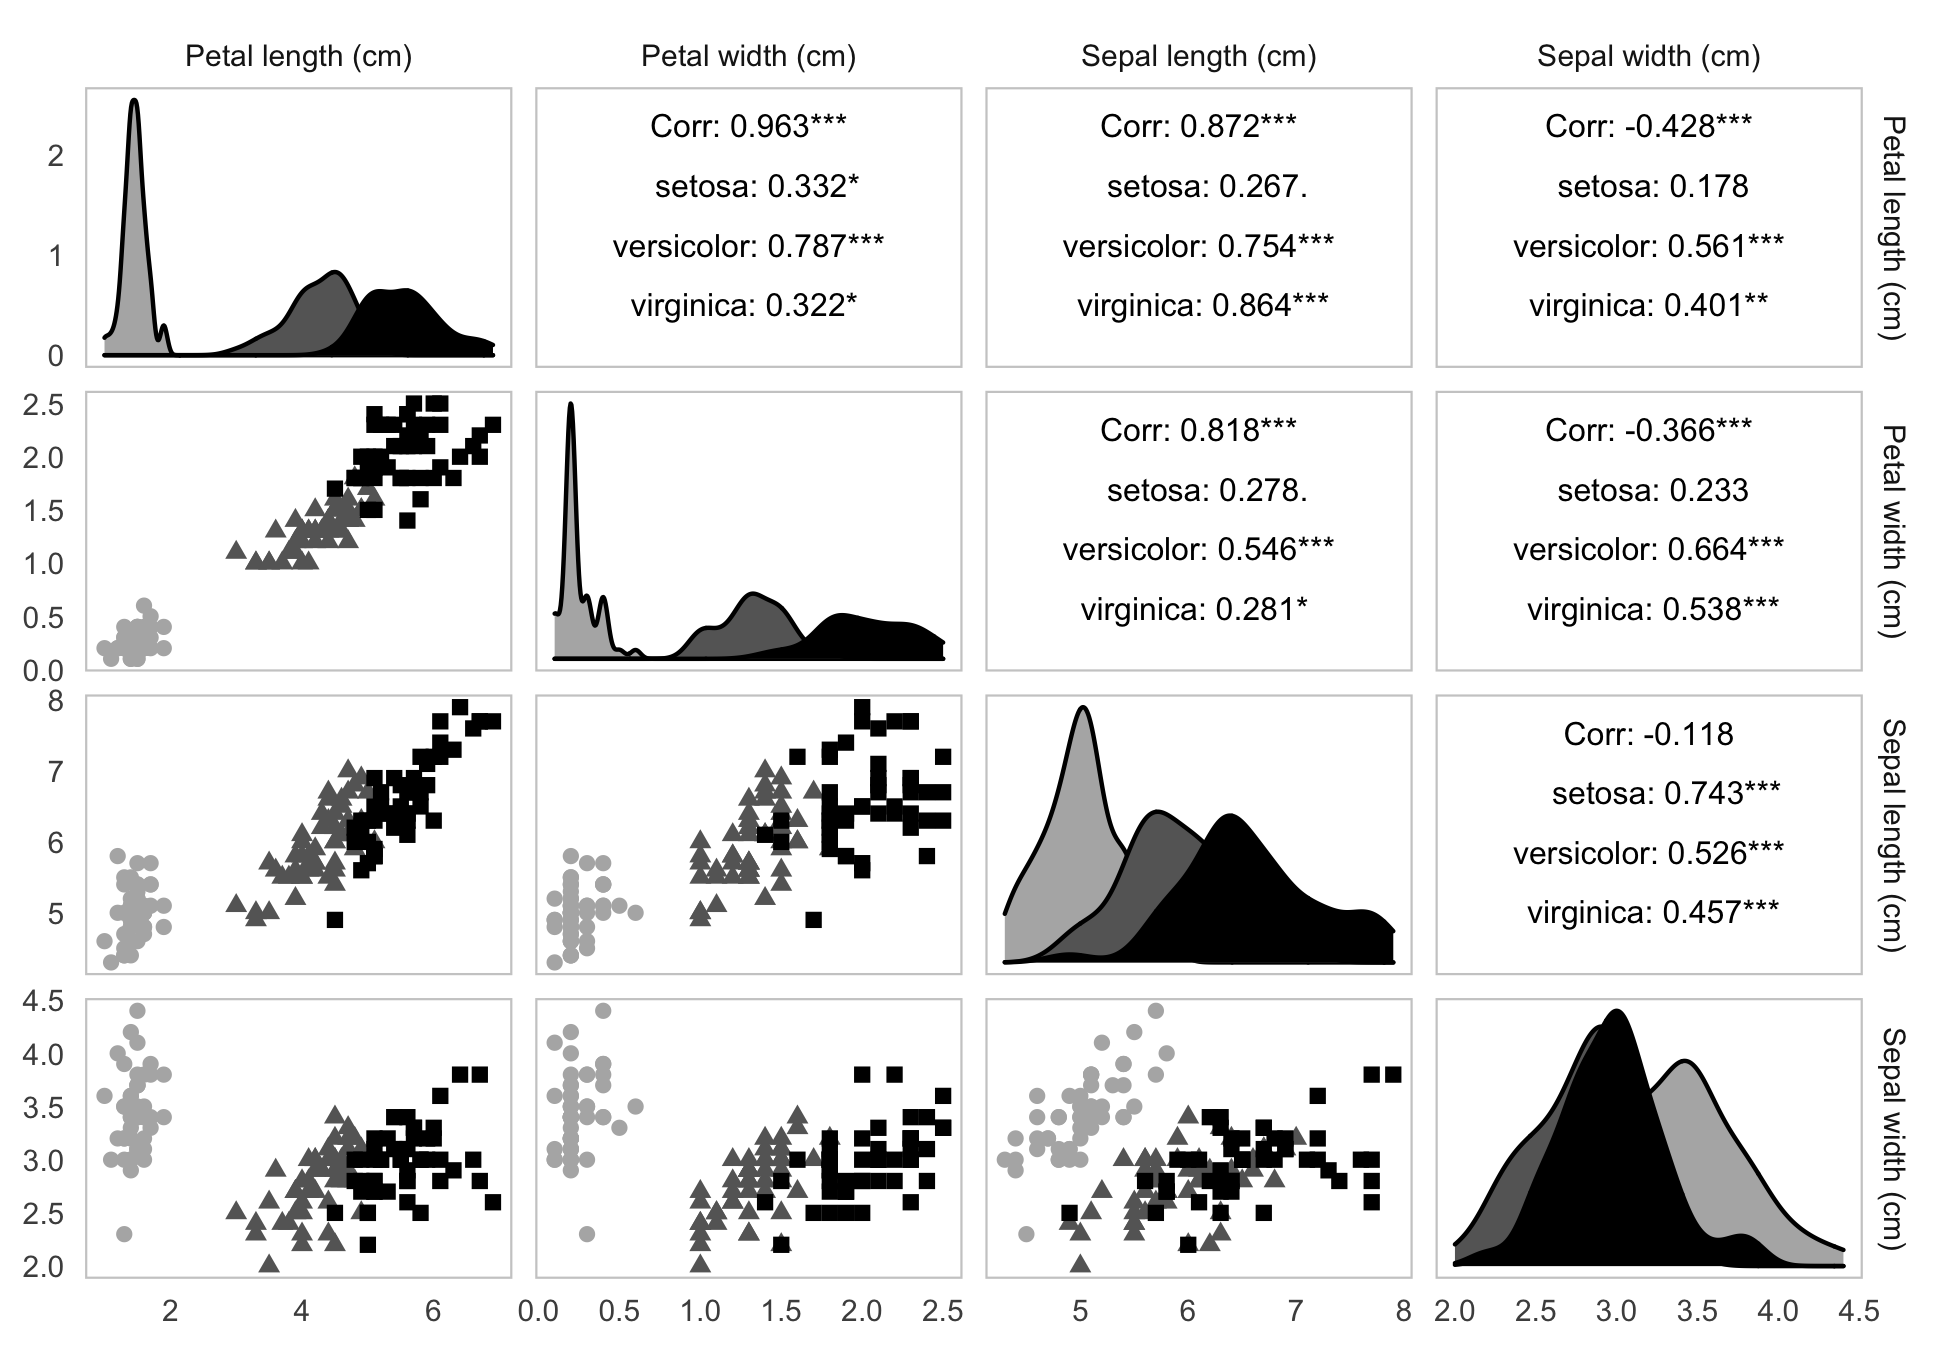 Petal length (cm)
Petal width (cm)
Sepal length (cm)
Sepal width (cm)
2
1
0
Corr: 0.963***
setosa: 0.332*
versicolor: 0.787***
virginica: 0.322*
Corr: 0.872***
setosa: 0.267.
versicolor: 0.754***
virginica: 0.864***
Corr: -0.428***
setosa: 0.178
versicolor: 0.561***
virginica: 0.401**
Petal length (cm)
2.5
2.0
1.5
1.0
0.5
0.0
Corr: 0.818***
setosa: 0.278.
versicolor: 0.546***
virginica: 0.281*
Corr: -0.366***
setosa: 0.233
versicolor: 0.664***
virginica: 0.538***
Petal width (cm)
8
7
6
5
Corr: -0.118
setosa: 0.743***
versicolor: 0.526***
virginica: 0.457***
Sepal length (cm)
4.5
4.0
3.5
3.0
2.5
2.0
Sepal width (cm)
2 4 6
0.0 0.5 1.0 1.5 2.0 2.5
5 6 7 8
2.0 2.5 3.0 3.5 4.0 4.5